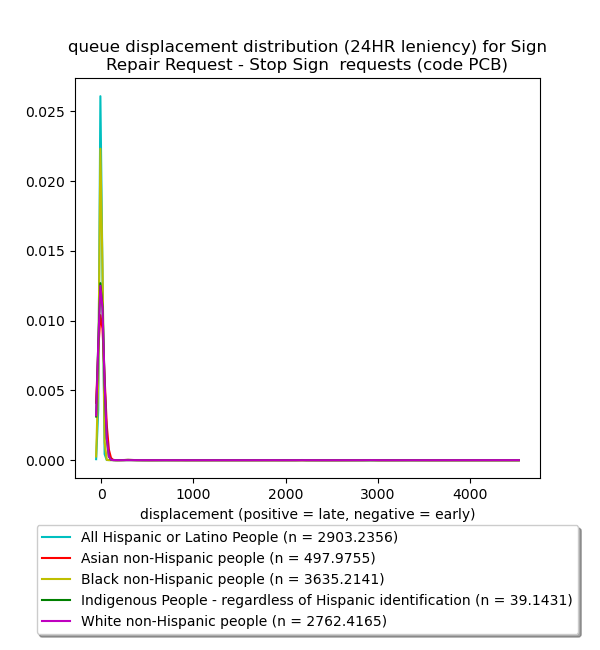 queue displacement distribution (24HR leniency) for Sign
Repair Request - Stop Sign  requests (code PCB)
0.025
0.020
0.015
0.010
0.005
0.000
0 1000 2000 3000 4000
displacement (positive = late, negative = early)
All Hispanic or Latino People (n = 2903.2356)
Asian non-Hispanic people (n = 497.9755)
Black non-Hispanic people (n = 3635.2141)
Indigenous People - regardless of Hispanic identification (n = 39.1431)
White non-Hispanic people (n = 2762.4165)